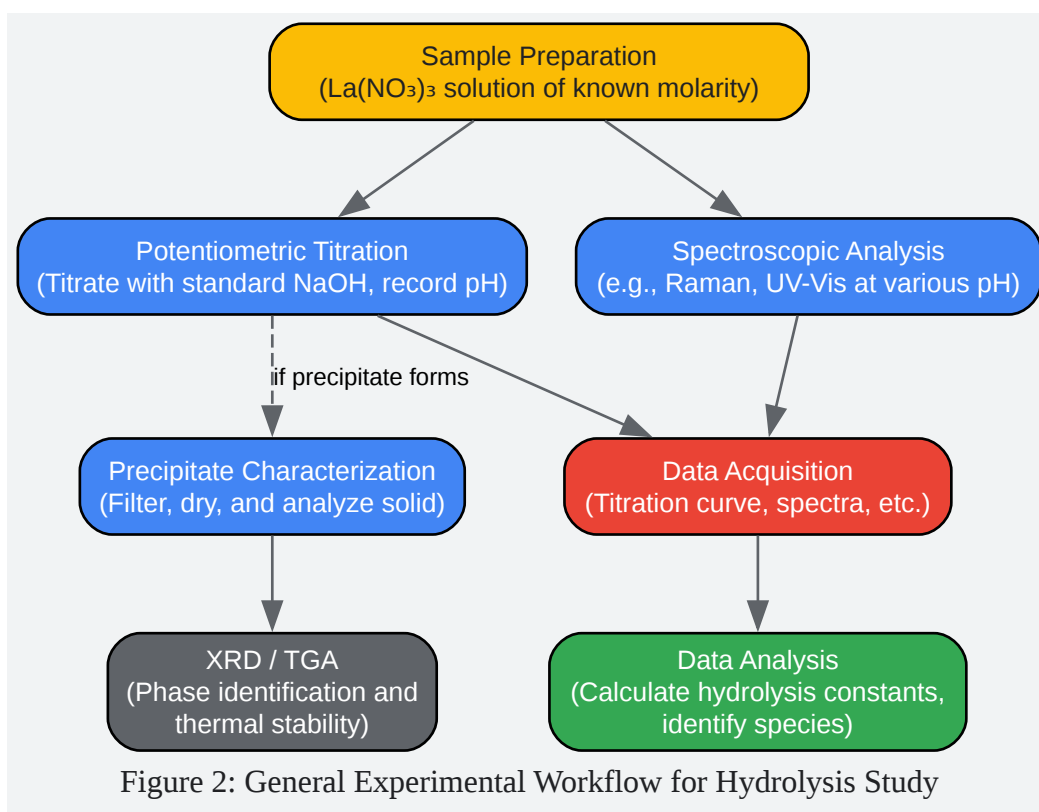 Sample Preparation
(La(NO₃)₃ solution of known molarity)
Potentiometric Titration
(Titrate with standard NaOH, record pH)
Spectroscopic Analysis
(e.g., Raman, UV-Vis at various pH)
if precipitate forms
Precipitate Characterization
(Filter, dry, and analyze solid)
Data Acquisition
(Titration curve, spectra, etc.)
XRD / TGA
(Phase identification and
thermal stability)
Data Analysis
(Calculate hydrolysis constants,
identify species)
Figure 2: General Experimental Workflow for Hydrolysis Study